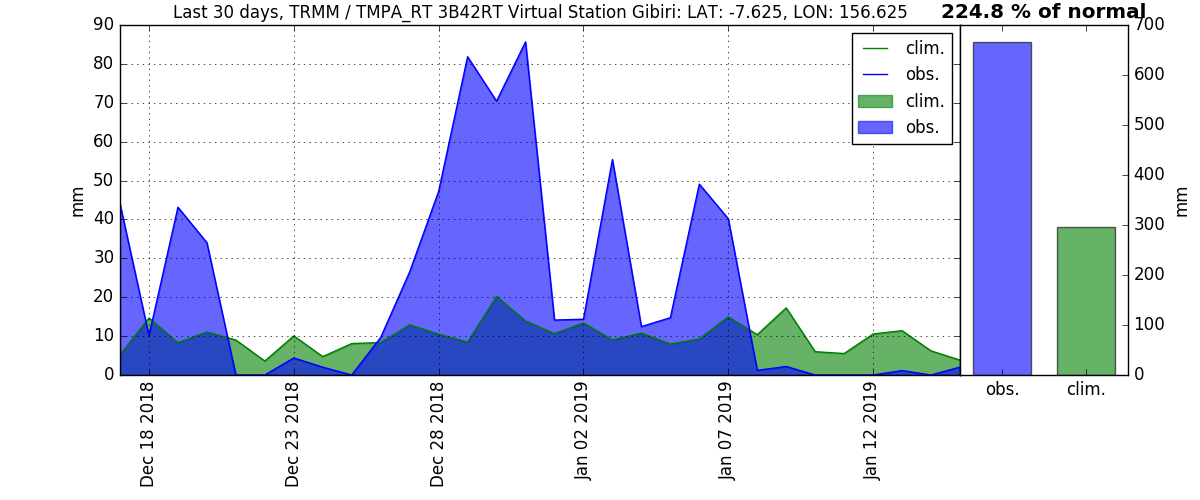 Last 30 days, TRMM / TMPA_RT 3B42RT Virtual Station Gibiri: LAT: -7.625, LON: 156.625
224.8 % of normal
90
80
70
60
50
40
30
20
10
0
mm
clim.
obs.
clim.
obs.
Dec 18 2018
Dec 23 2018
Dec 28 2018
Jan 02 2019
Jan 07 2019
Jan 12 2019
700
600
500
400
300
200
100
0
mm
obs.
clim.